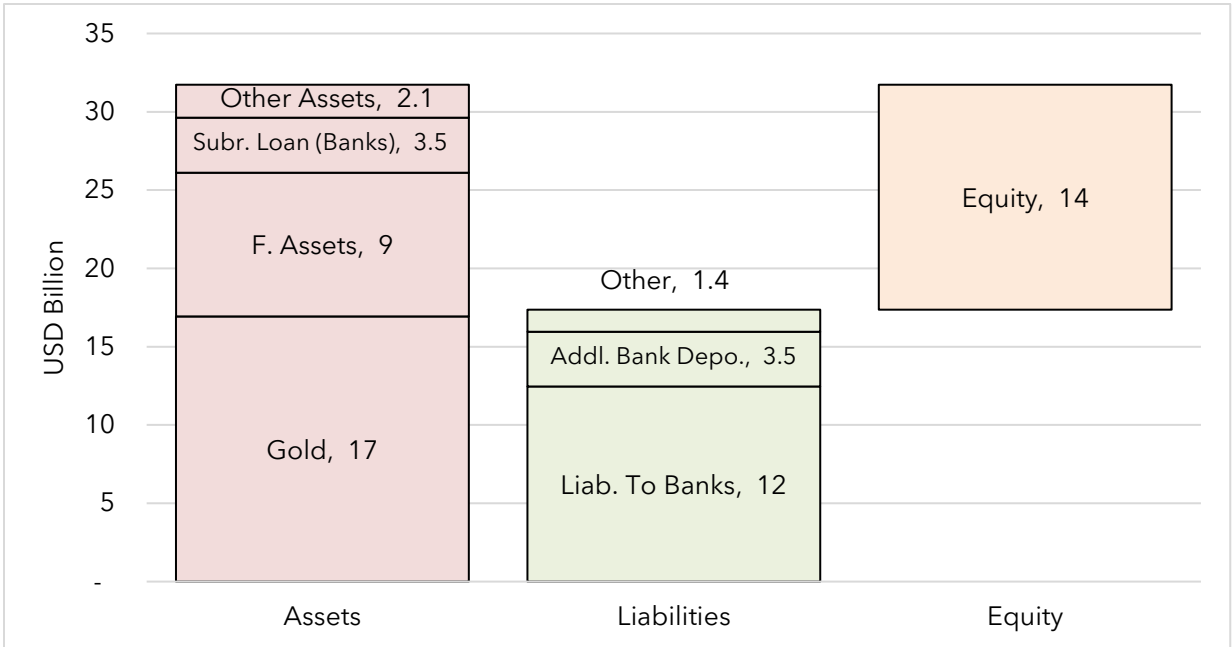 35
30
25
20
15
10
5
-
USD Billion
Other Assets, 2.1
Subr. Loan (Banks), 3.5
F. Assets, 9
Gold, 17
Other, 1.4
Addl. Bank Depo., 3.5
Liab. To Banks, 12
Equity, 14
Assets
Liabilities
Equity